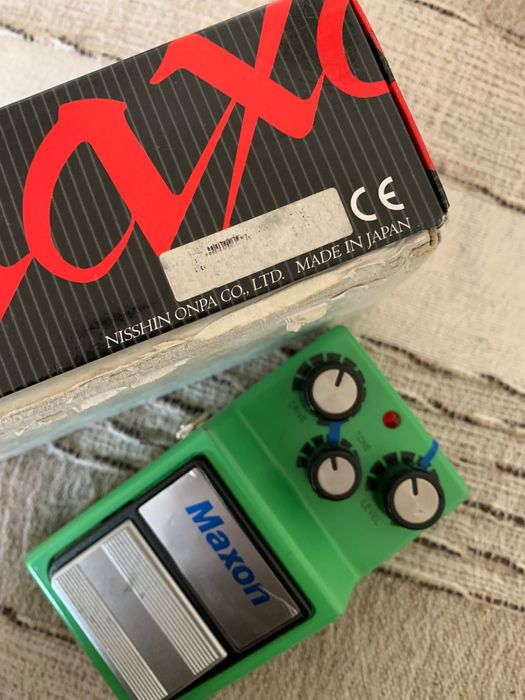 axo
CE
NISSHIN ONPA CO., LTD. MADE IN JAPAN
DRIVE
TONE
LEVEL
Maxon